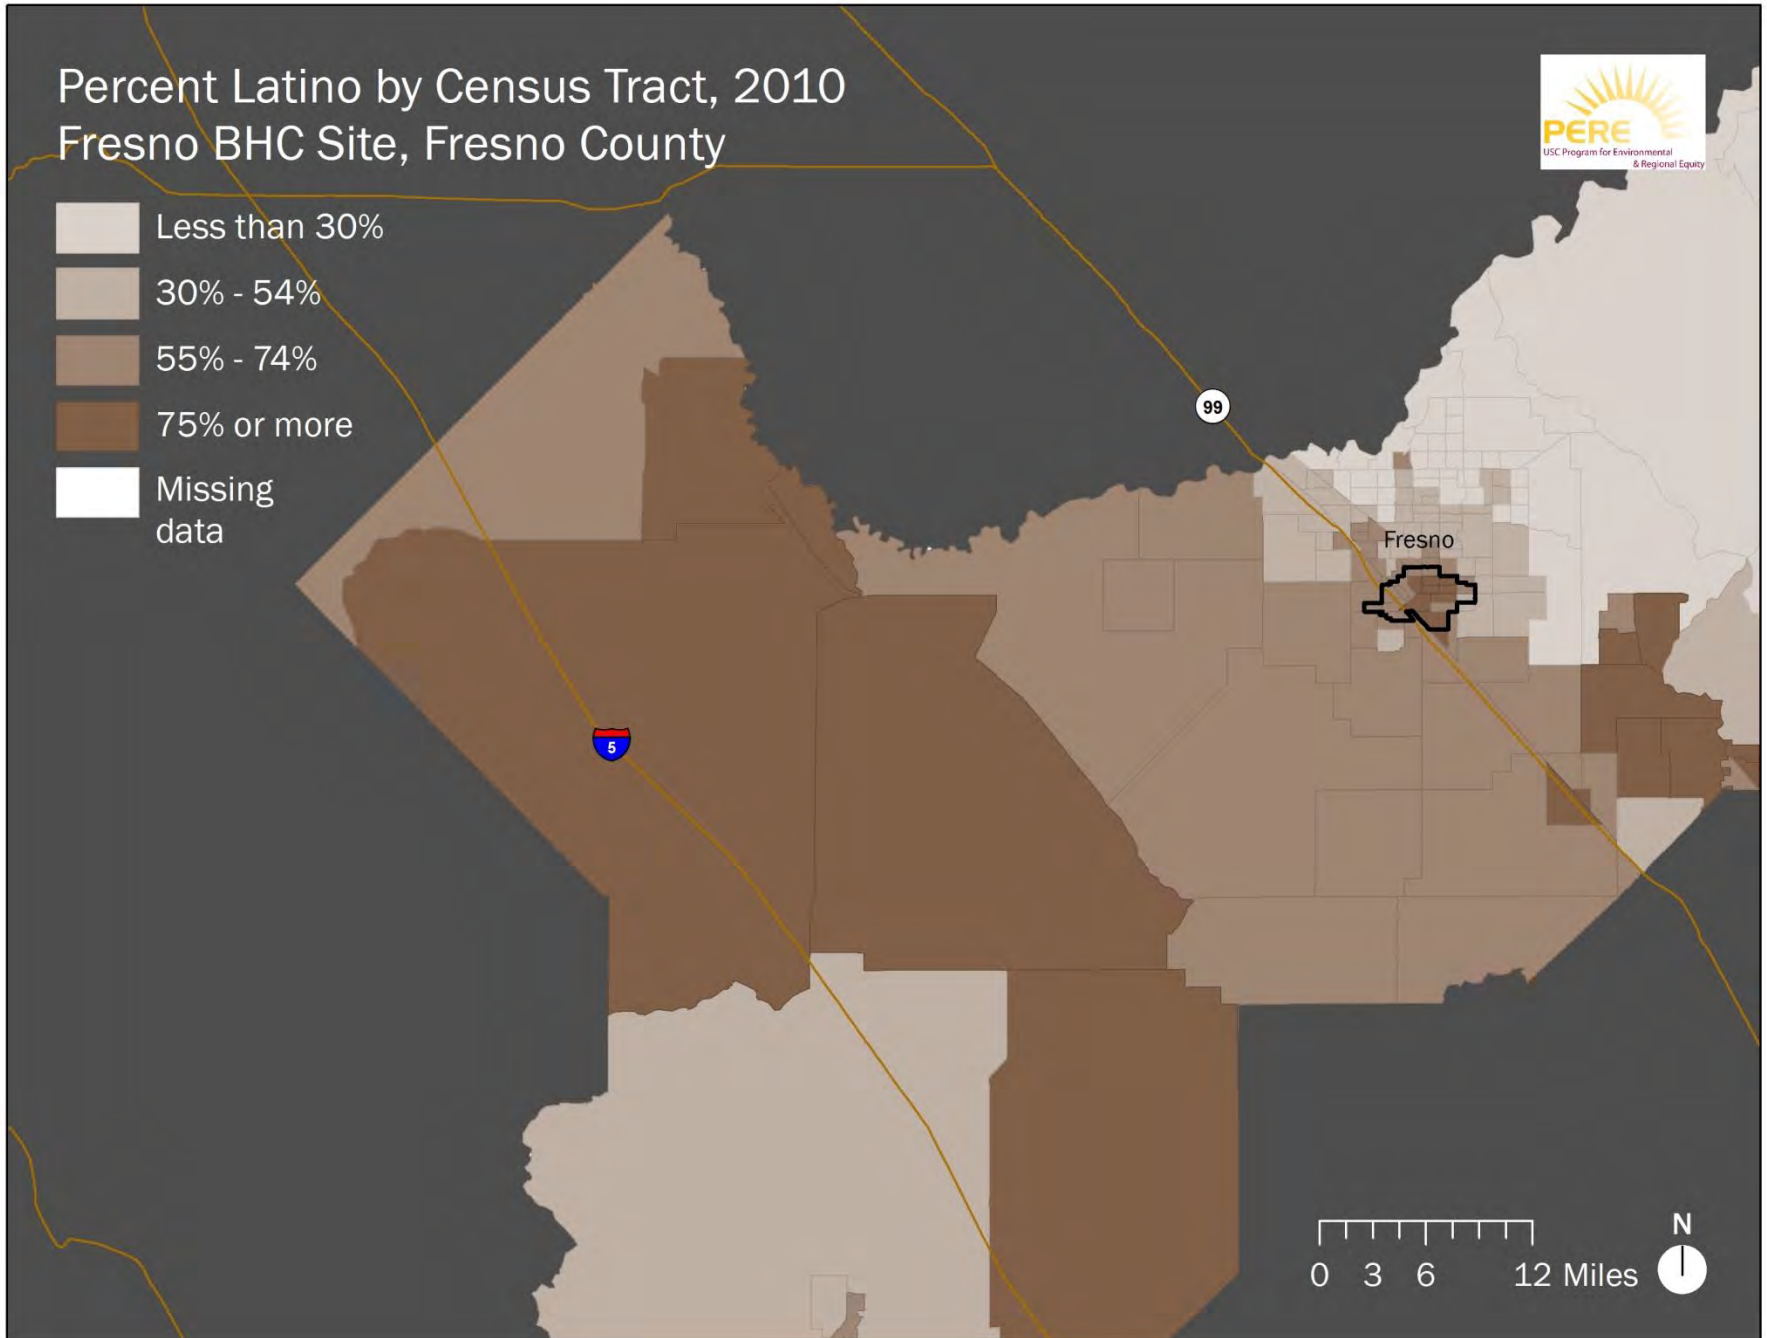 Percent Latino by Census Tract, 2010
Fresno BHC Site, Fresno County
PERE
USC Program for Environmental
& Regional Equity
Less than 30%
30% - 54%
55% - 74%
75% or more
Missing
data
99
Fresno
5
N
0 3 6 12 Miles